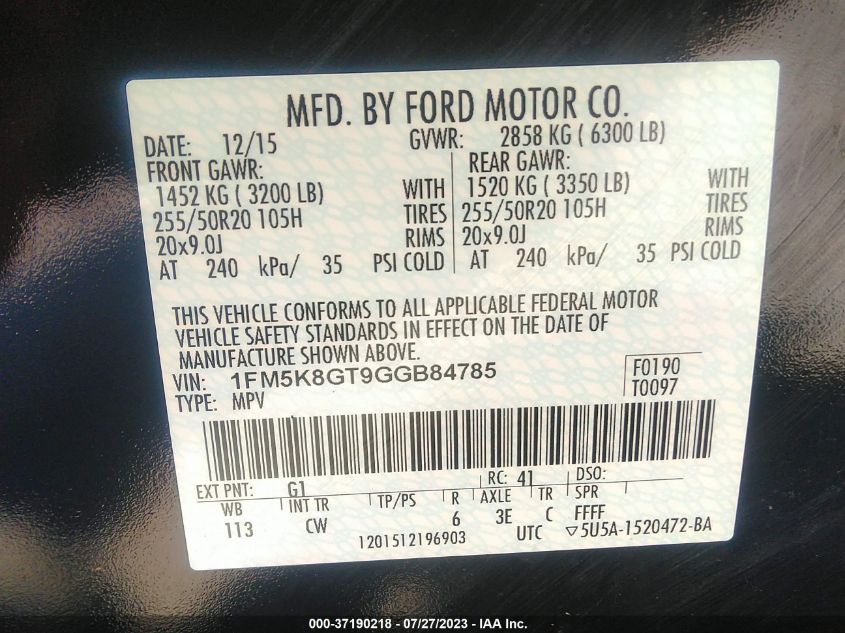 MFD. BY FORD MOTOR CO.
DATE: 12/15 GVWR: 2858 KG ( 6300 LB)
FRONT GAWR: REAR GAWR:
1452 KG ( 3200 LB) WITH 1520 KG ( 3350 LB) WITH
255/50R20 105H TIRES 255/50R20 105H TIRES
20x9.0J RIMS 20x9.0J RIMS
AT 240 kPa/ 35 PSI COLD AT 240 kPa/ 35 PSI COLD
THIS VEHICLE CONFORMS TO ALL APPLICABLE FEDERAL MOTOR
VEHICLE SAFETY STANDARDS IN EFFECT ON THE DATE OF
MANUFACTURE SHOWN ABOVE.
VIN: 1FM5K8GT9GGB84785 F0190
TYPE: MPV T0097
EXT PNT: G1 RC: 41 DSO:
WB INT TR TP/PS R AXLE TR SPR
113 CW 6 3E C FFFF
1201512196903 UTC ▽5U5A-1520472-BA
000-37190218 - 07/27/2023 - IAA Inc.